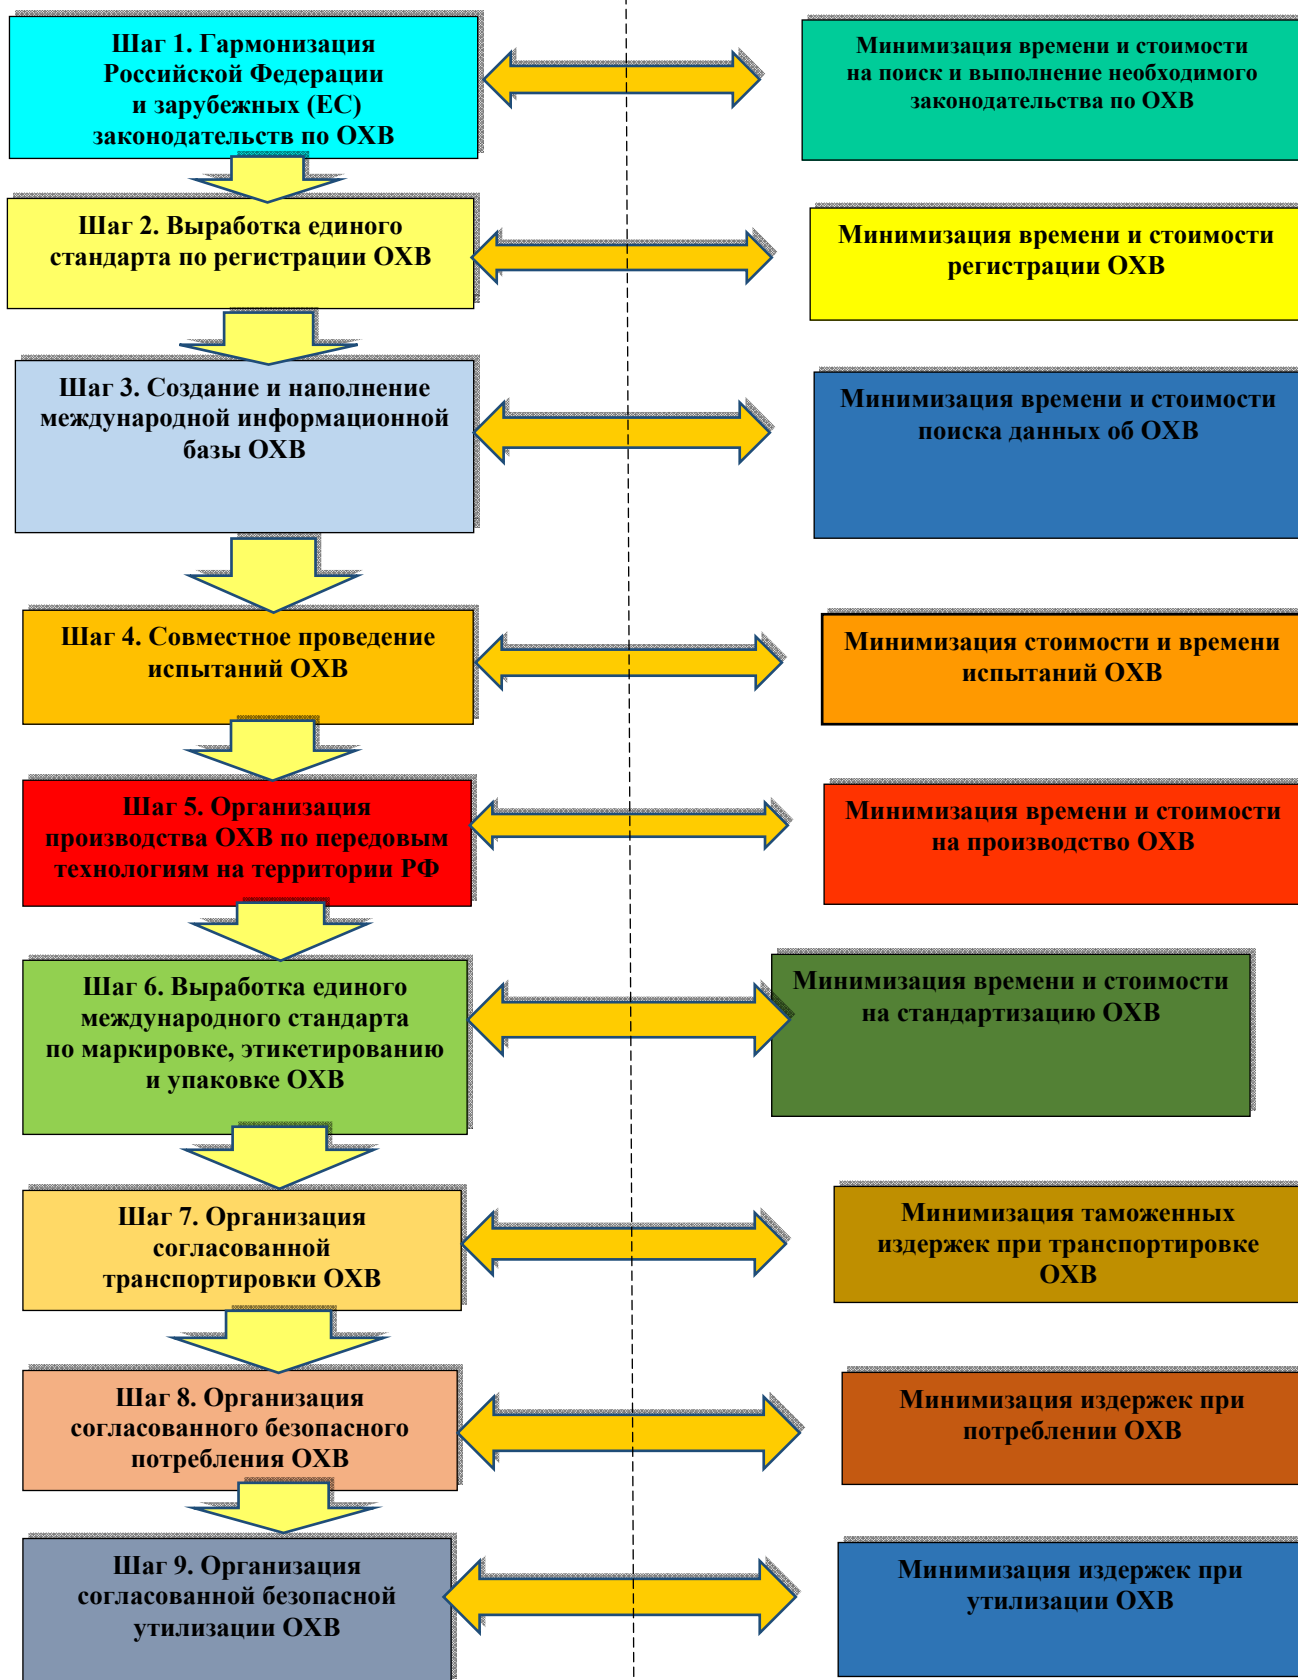 Шаг 1. Гармонизация
Российской Федерации
и зарубежных (ЕС)
законодательств по ОХВ
Минимизация времени и стоимости
на поиск и выполнение необходимого
законодательства по ОХВ
Шаг 2. Выработка единого
стандарта по регистрации ОХВ
Минимизация времени и стоимости
регистрации ОХВ
Шаг 3. Создание и наполнение
международной информационной
базы ОХВ
Минимизация времени и стоимости
поиска данных об ОХВ
Шаг 4. Совместное проведение
испытаний ОХВ
Минимизация стоимости и времени
испытаний ОХВ
Шаг 5. Организация
производства ОХВ по передовым
технологиям на территории РФ
Минимизация времени и стоимости
на производство ОХВ
Шаг 6. Выработка единого
международного стандарта
по маркировке, этикетированию
и упаковке ОХВ
Минимизация времени и стоимости
на стандартизацию ОХВ
Шаг 7. Организация
согласованной
транспортировки ОХВ
Минимизация таможенных
издержек при транспортировке
ОХВ
Шаг 8. Организация
согласованного безопасного
потребления ОХВ
Минимизация издержек при
потреблении ОХВ
Шаг 9. Организация
согласованной безопасной
утилизации ОХВ
Минимизация издержек при
утилизации ОХВ